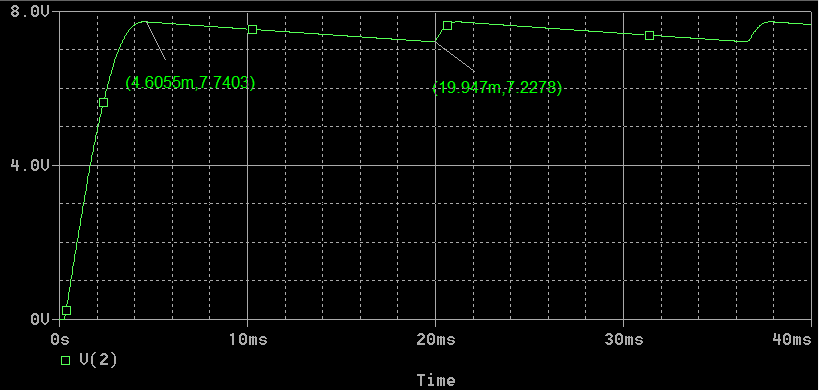 8.0V
(4.6055m,7.7403)
(19.947m,7.2278)
4.0V
0V
0s 10ms 20ms 30ms 40ms
V(2)
Time